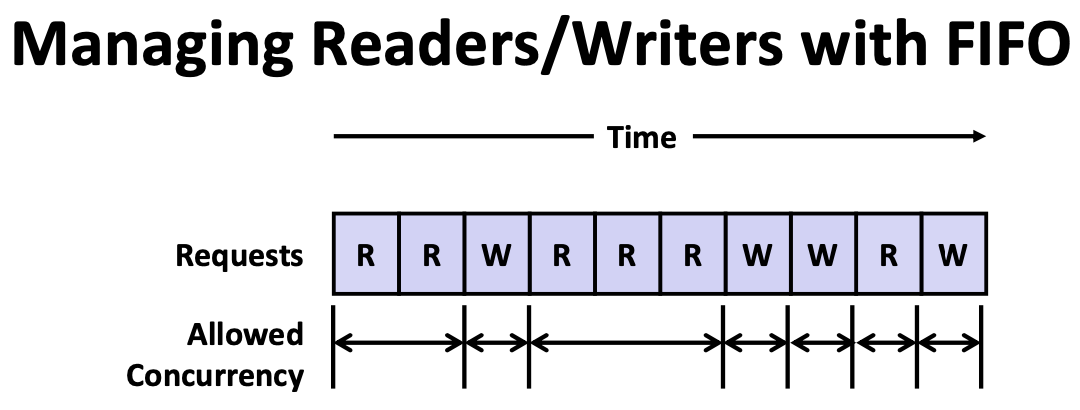 Managing Readers/Writers with FIFO
Time
Requests R R W R R R W W R W
Allowed
Concurrency